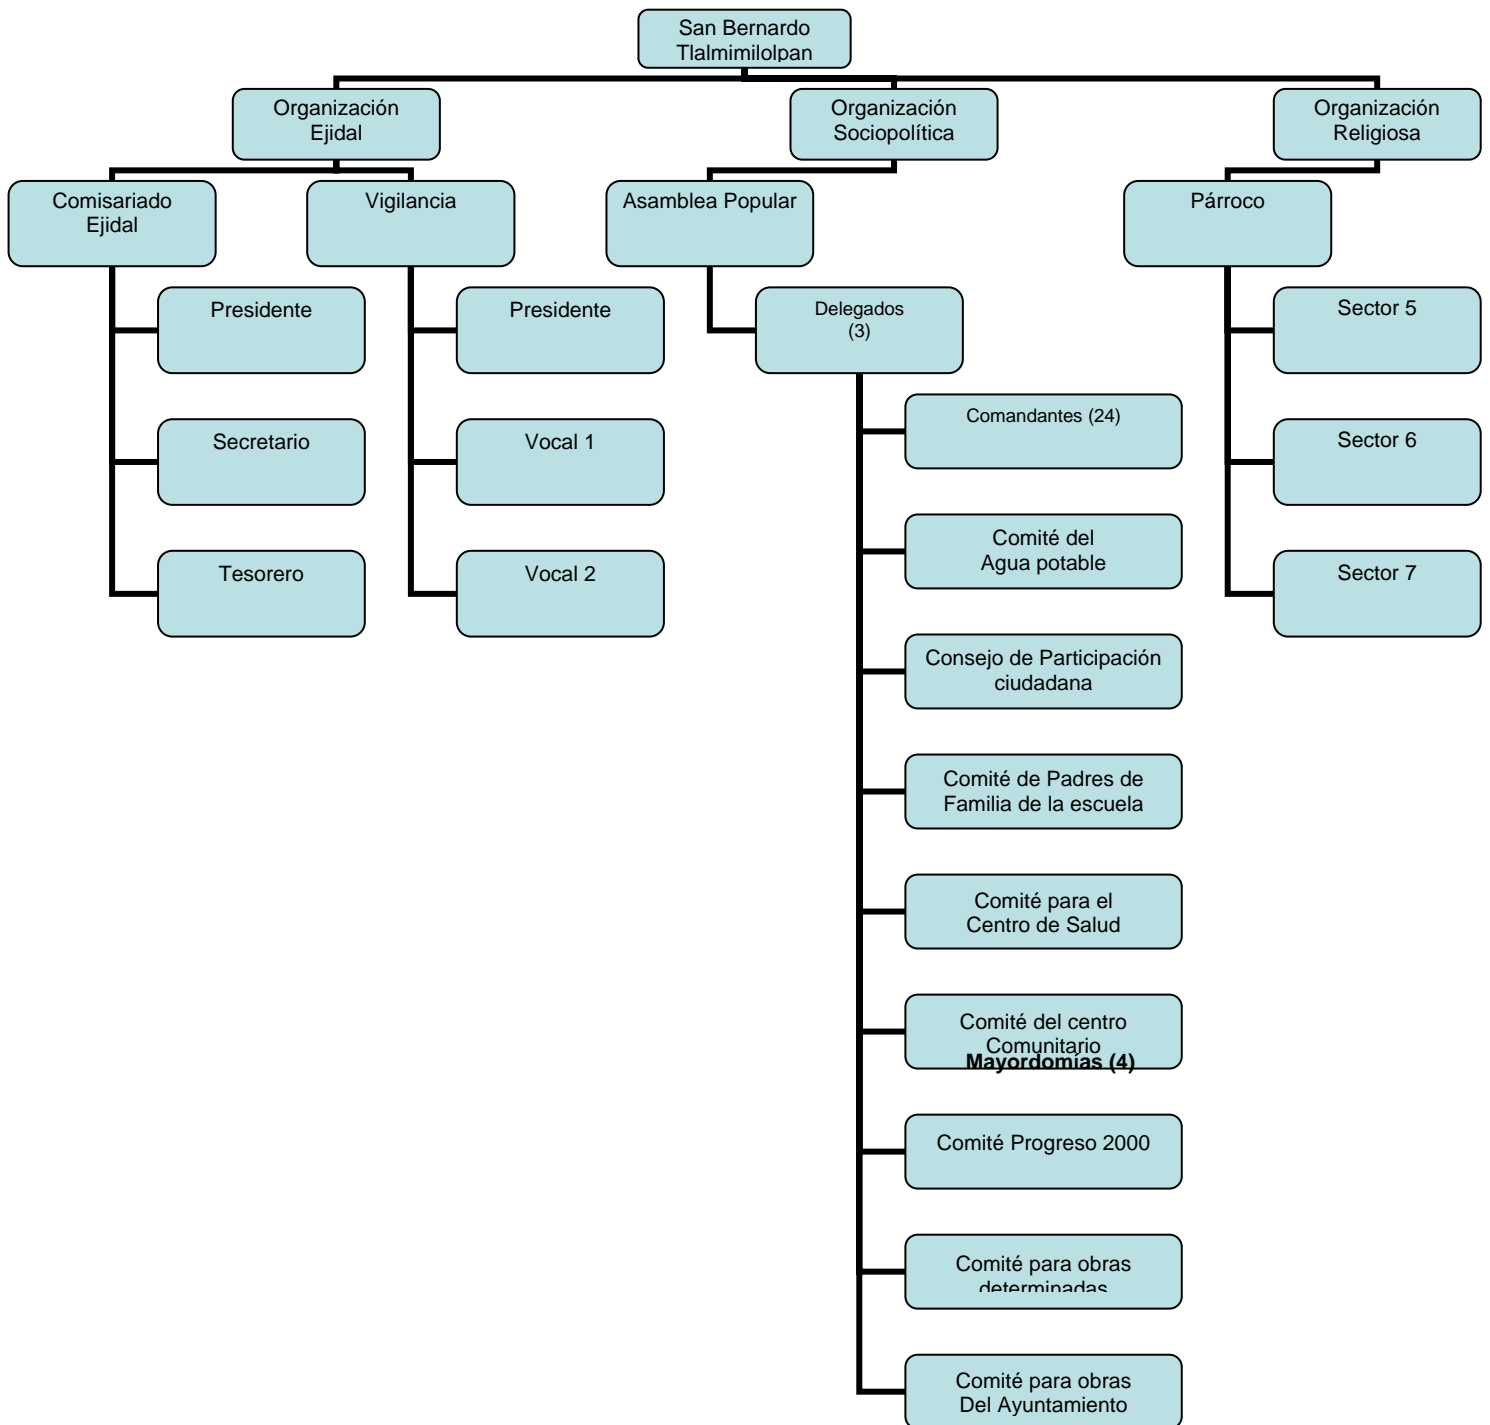 San Bernardo
Tlalmimilolpan
Organización
Ejidal
Organización
Sociopolítica
Organización
Religiosa
Comisariado
Ejidal
Vigilancia
Asamblea Popular
Párroco
Presidente
Presidente
Delegados
(3)
Sector 5
Comandantes (24)
Secretario
Vocal 1
Sector 6
Comité del
Agua potable
Tesorero
Vocal 2
Sector 7
Consejo de Participación
ciudadana
Comité de Padres de
Familia de la escuela
Comité para el
Centro de Salud
Comité del centro
Comunitario
Mayordomías (4)
Comité Progreso 2000
Comité para obras
determinadas
Comité para obras
Del Ayuntamiento